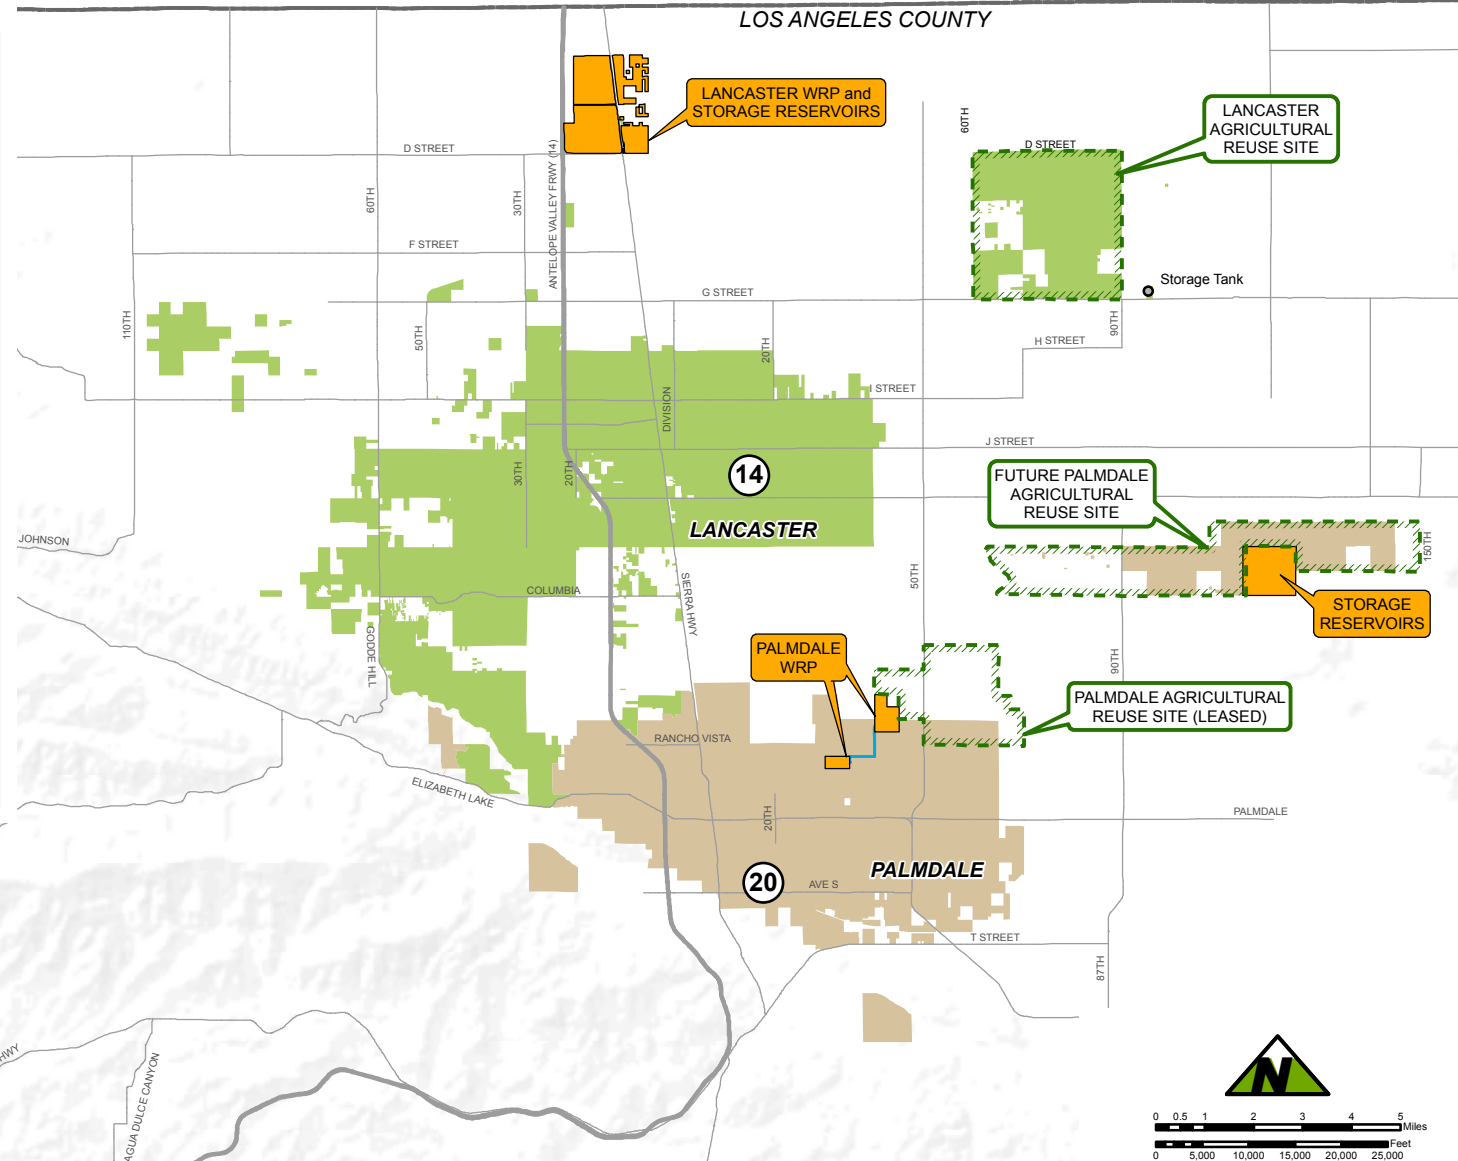 LOS ANGELES COUNTY
LANCASTER WRP and
STORAGE RESERVOIRS
60TH
LANCASTER
AGRICULTURAL
REUSE SITE
D STREET
D STREET
60TH
30TH
ANTELOPE VALLEY FRWY (14)
F STREET
Storage Tank
G STREET
110TH
50TH
20TH
90TH
H STREET
I STREET
DIVISION
J STREET
30TH
20TH
14
FUTURE PALMDALE
AGRICULTURAL
REUSE SITE
LANCASTER
JOHNSON
150TH
50TH
COLUMBIA
SIERRA HWY
STORAGE
RESERVOIRS
GODDE HILL
PALMDALE
WRP
90TH
PALMDALE AGRICULTURAL
REUSE SITE (LEASED)
RANCHO VISTA
ELIZABETH LAKE
20TH
PALMDALE
20
PALMDALE
AVE S
T STREET
87TH
HWY
AGUA DULCE CANYON
N
0 0.5 1 2 3 4 5
Miles
Feet
0 5,000 10,000 15,000 20,000 25,000